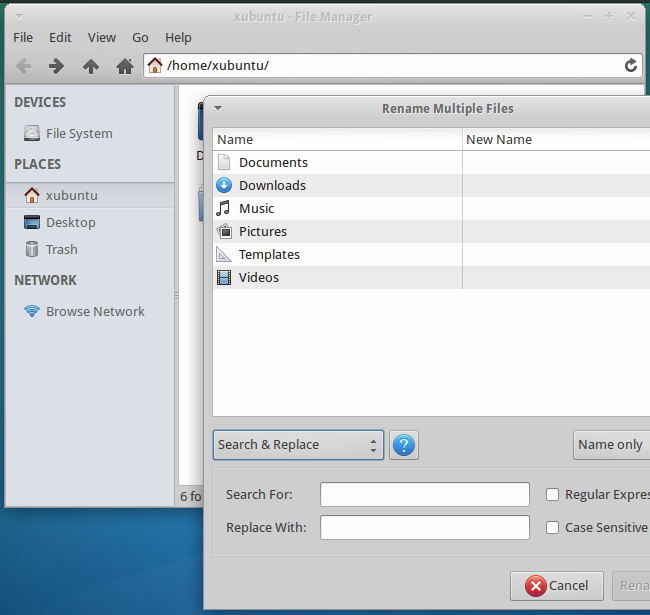 xubuntu - File Manager
File Edit View Go Help
/home/xubuntu/
DEVICES
File System
PLACES
xubuntu
Desktop
Trash
NETWORK
Browse Network
D
6 fo
Rename Multiple Files
Name New Name
Documents
Downloads
Music
Pictures
Templates
Videos
Search & Replace ? Name only
Search For: Regular Expres
Replace With: Case Sensitive
Cancel Rena